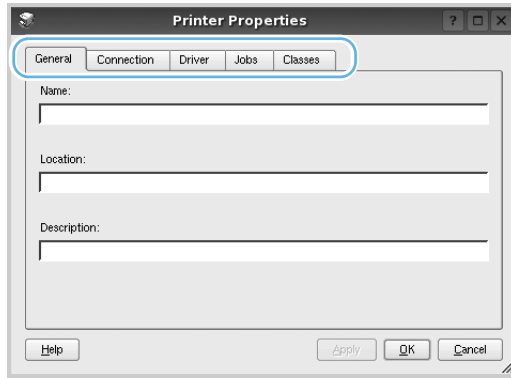 Printer Properties ?
General Connection Driver Jobs Classes
Name:
Location:
Description:
Help Apply OK Cancel